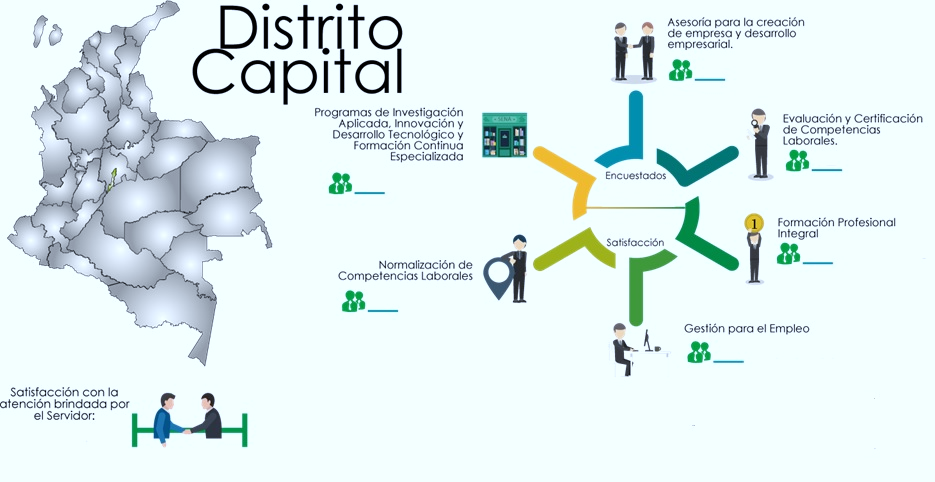 Distrito
Capital
Asesoría para la creación
de empresa y desarrollo
empresarial.
Programas de Investigación
Aplicada, Innovación y
Desarrollo Tecnológico y
Formación Continua
Especializada
Evaluación y Certificación
de Competencias
Laborales.
Encuestados
Formación Profesional
Integral
1
Satisfacción
Normalización de
Competencias Laborales
Gestión para el Empleo
Satisfacción con la
atención brindada por
el Servidor: